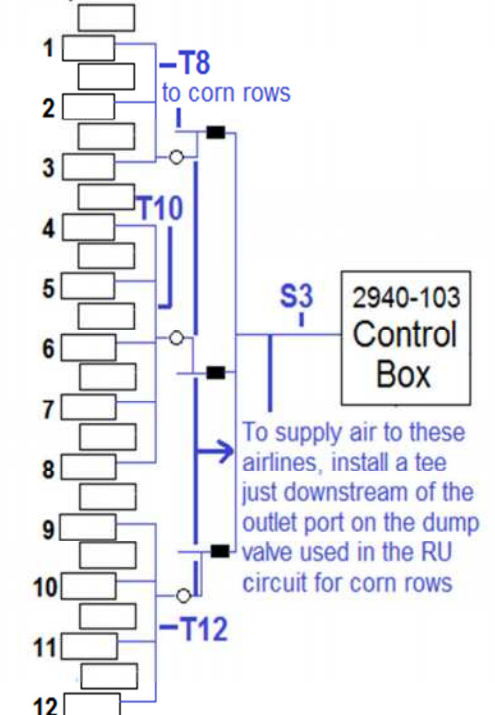 1
T8
to corn rows
2
3
T10
4
5
S3
2940-103
Control
Box
6
7
To supply air to these
airlines, install a tee
just downstream of the
outlet port on the dump
valve used in the RU
circuit for corn rows
8
9
10
T12
11
12